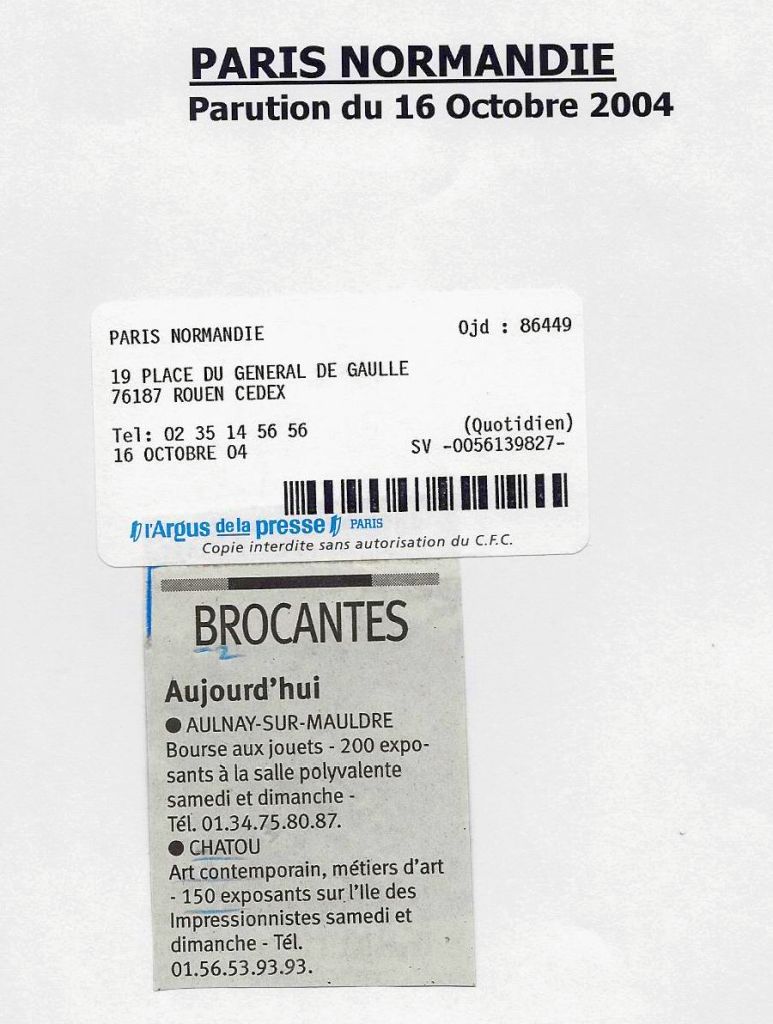 PARIS NORMANDIE
Parution du 16 Octobre 2004
PARIS NORMANDIE Ojd : 86449
19 PLACE DU GENERAL DE GAULLE
76187 ROUEN CEDEX
Tel: 02 35 14 56 56 (Quotidien)
16 OCTOBRE 04 SV -0056139827-
l'Argus de la presse PARIS
Copie interdite sans autorisation du C.F.C.
BROCANTES
2
Aujourd'hui
● AULNAY-SUR-MAULDRE
Bourse aux jouets - 200 expo-
sants à la salle polyvalente
samedi et dimanche -
Tél. 01.34.75.80.87.
● CHATOU
Art contemporain, métiers d'art
- 150 exposants sur l'Ile des
Impressionnistes samedi et
dimanche - Tél.
01.56.53.93.93.